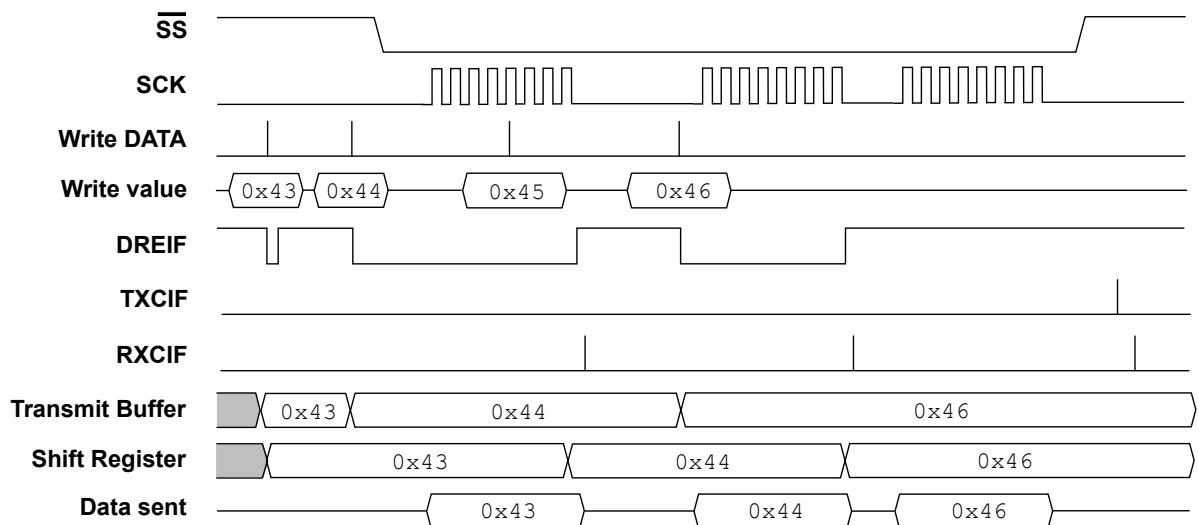 SS
SCK
Write DATA
Write value 0x43 0x44 0x45 0x46
DREIF
TXCIF
RXCIF
Transmit Buffer 0x43 0x44 0x46
Shift Register 0x43 0x44 0x46
Data sent 0x43 0x44 0x46